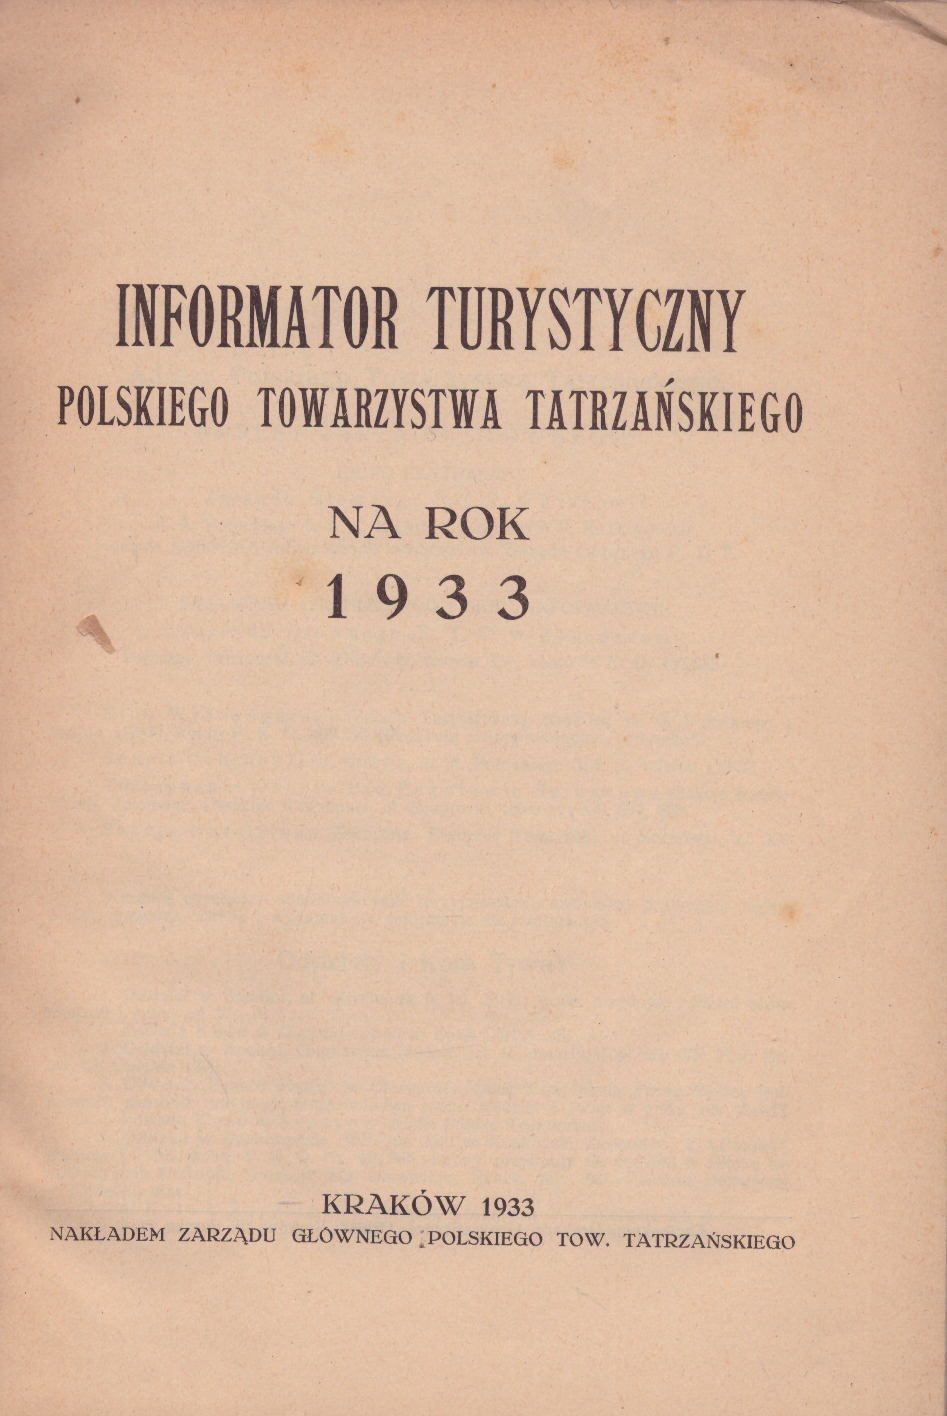 INFORMATOR TURYSTYCZNY
POLSKIEGO TOWARZYSTWA TATRZAŃSKIEGO
NA ROK
1933
KRAKÓW 1933
NAKŁADEM ZARZĄDU GŁÓWNEGO POLSKIEGO TOW. TATRZAŃSKIEGO